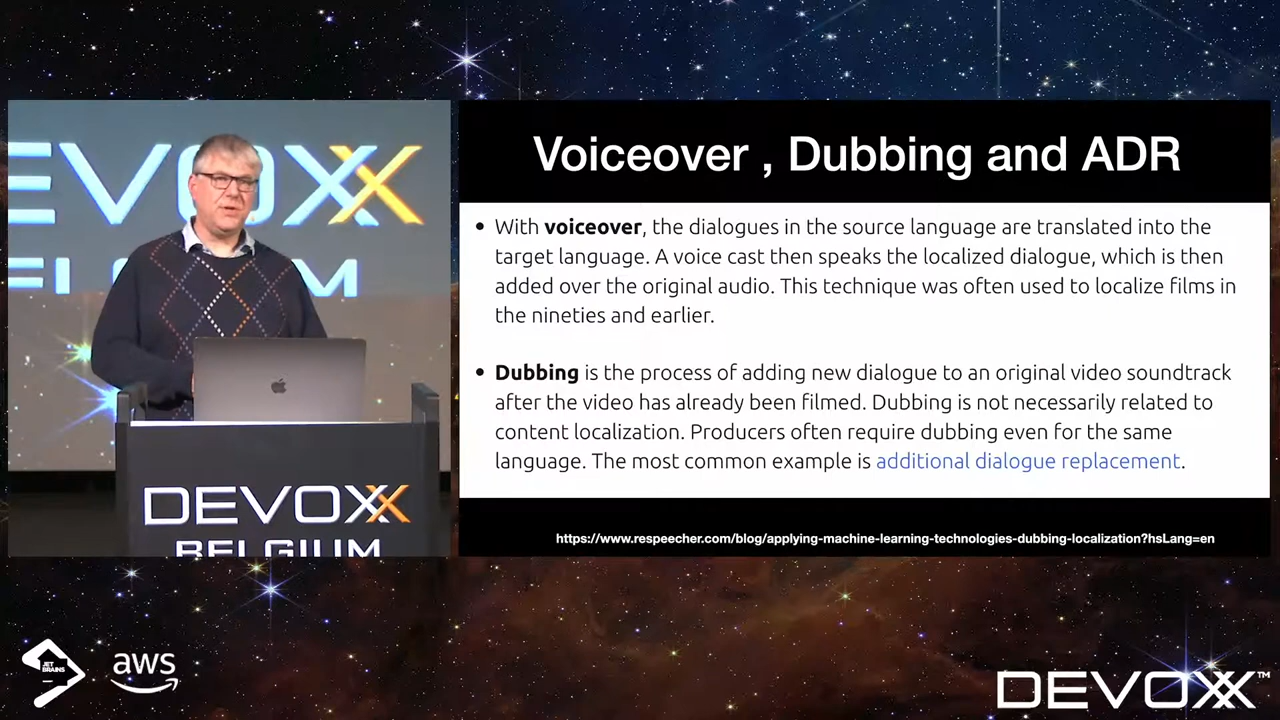 EVOXX
BELGIUM
DEVOXX
BELGIUM
Voiceover , Dubbing and ADR
• With voiceover, the dialogues in the source language are translated into the
target language. A voice cast then speaks the localized dialogue, which is then
added over the original audio. This technique was often used to localize films in
the nineties and earlier.
• Dubbing is the process of adding new dialogue to an original video soundtrack
after the video has already been filmed. Dubbing is not necessarily related to
content localization. Producers often require dubbing even for the same
language. The most common example is additional dialogue replacement.
https://www.respeecher.com/blog/applying-machine-learning-technologies-dubbing-localization?hsLang=en
JET
BRAINS
aws
DEVOXX™